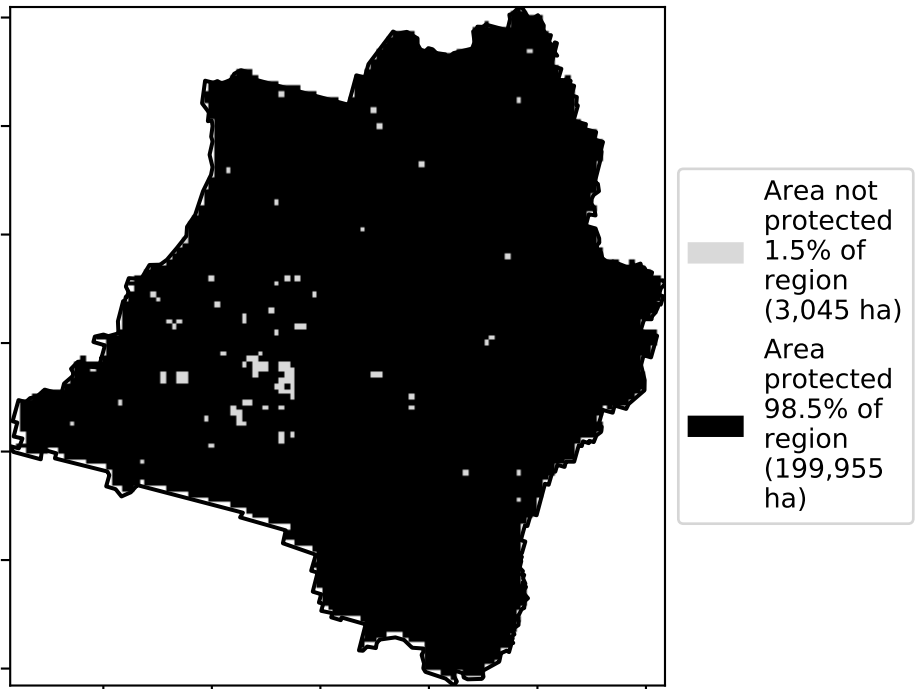 Area not
protected
1.5% of
region
(3,045 ha)
Area
protected
98.5% of
region
(199,955
ha)